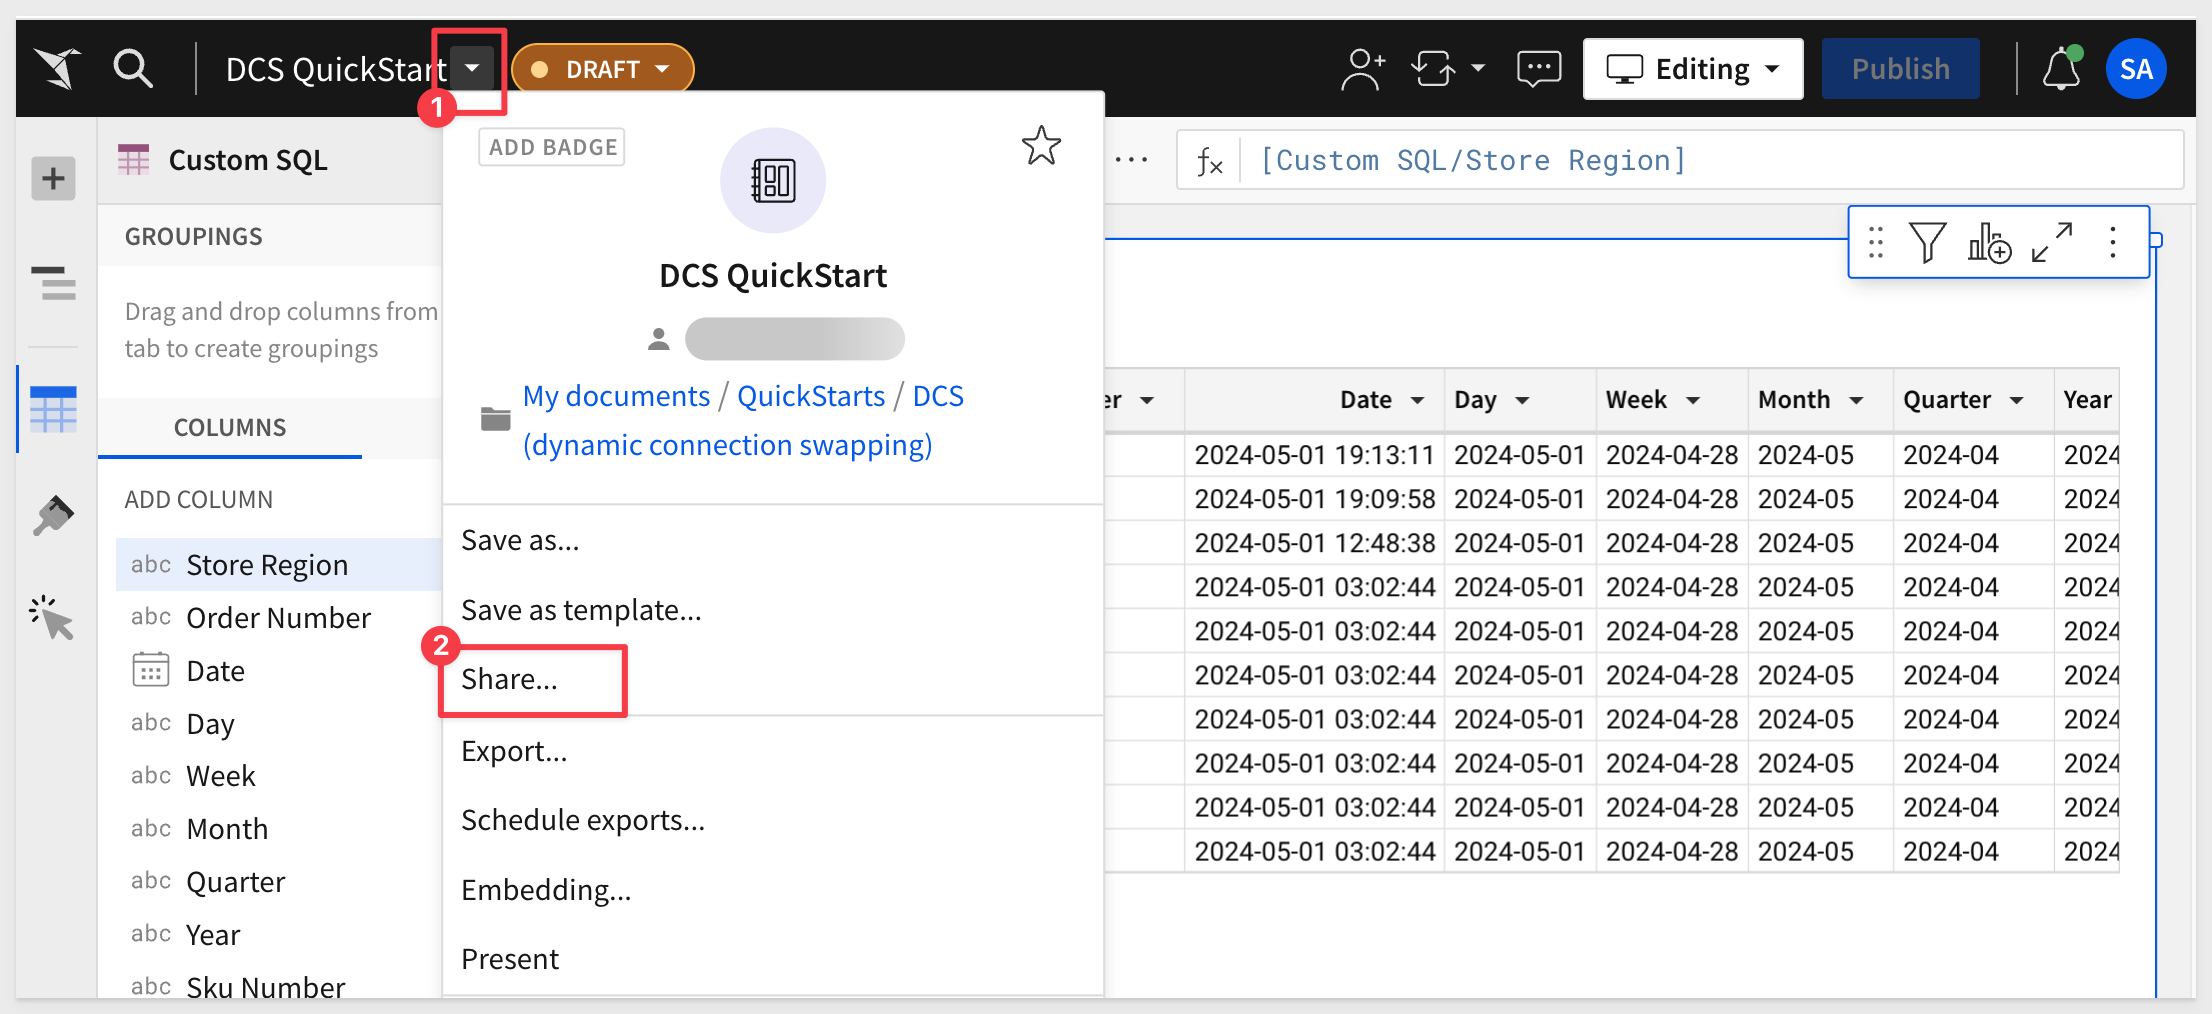 DCS QuickStart
DRAFT
Editing
Publish
SA
1
Custom SQL
ADD BADGE
fx
[Custom SQL/Store Region]
GROUPINGS
Drag and drop columns from
tab to create groupings
DCS QuickStart
My documents / QuickStarts / DCS
(dynamic connection swapping)
COLUMNS
ADD COLUMN
abc Store Region
abc Order Number
Date
abc Day
abc Week
abc Month
abc Quarter
abc Year
abc Sku Number
Save as...
Save as template...
2
Share...
Export...
Schedule exports...
Embedding...
Present
er Date Day Week Month Quarter Year
2024-05-01 19:13:11 2024-05-01 2024-04-28 2024-05 2024-04 2024
2024-05-01 19:09:58 2024-05-01 2024-04-28 2024-05 2024-04 2024
2024-05-01 12:48:38 2024-05-01 2024-04-28 2024-05 2024-04 2024
2024-05-01 03:02:44 2024-05-01 2024-04-28 2024-05 2024-04 2024
2024-05-01 03:02:44 2024-05-01 2024-04-28 2024-05 2024-04 2024
2024-05-01 03:02:44 2024-05-01 2024-04-28 2024-05 2024-04 2024
2024-05-01 03:02:44 2024-05-01 2024-04-28 2024-05 2024-04 2024
2024-05-01 03:02:44 2024-05-01 2024-04-28 2024-05 2024-04 2024
2024-05-01 03:02:44 2024-05-01 2024-04-28 2024-05 2024-04 2024
2024-05-01 03:02:44 2024-05-01 2024-04-28 2024-05 2024-04 2024